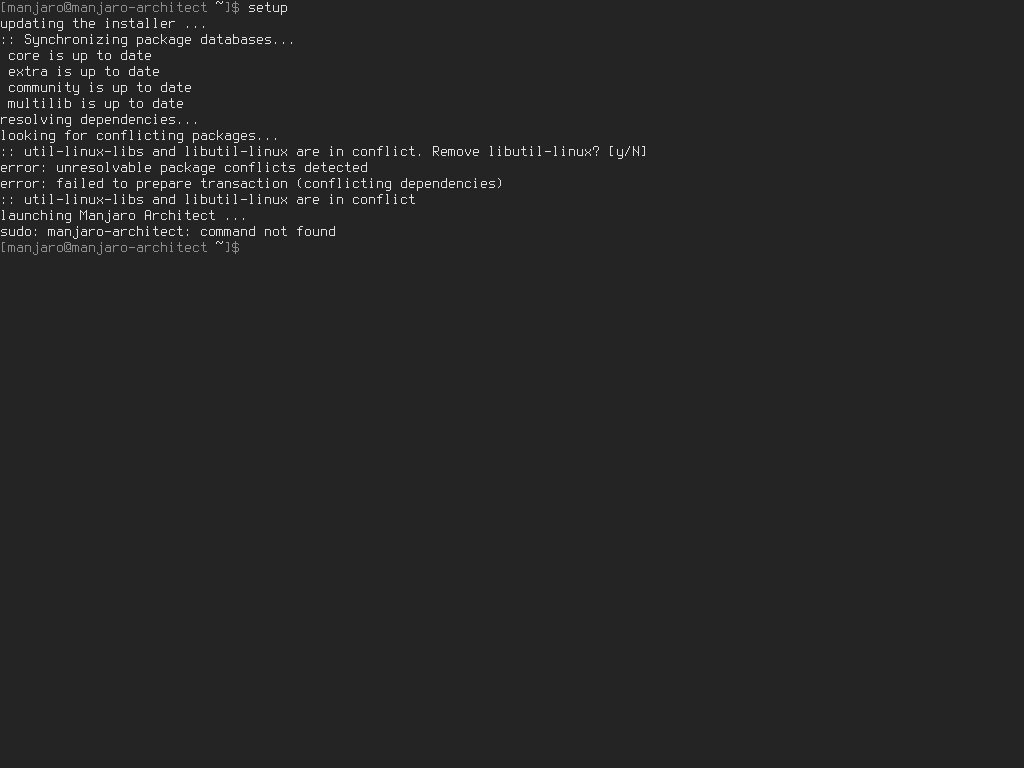 [manjaro@manjaro-architect ~]$ setup
updating the installer ...
:: Synchronizing package databases...
 core is up to date
 extra is up to date
 community is up to date
 multilib is up to date
resolving dependencies...
looking for conflicting packages...
:: util-linux-libs and libutil-linux are in conflict. Remove libutil-linux? [y/N]
error: unresolvable package conflicts detected
error: failed to prepare transaction (conflicting dependencies)
:: util-linux-libs and libutil-linux are in conflict
launching Manjaro Architect ...
sudo: manjaro-architect: command not found
[manjaro@manjaro-architect ~]$